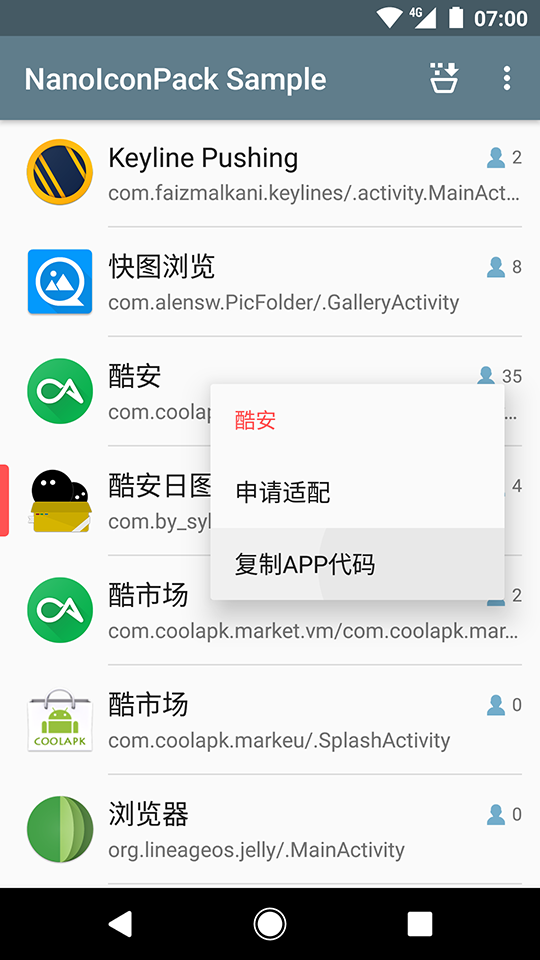 4G 07:00
NanoIconPack Sample
Keyline Pushing 2
com.faizmalkani.keylines/.activity.MainAct...
快图浏览 8
com.alensw.PicFolder/.GalleryActivity
酷安 35
com.coolap ...
酷安
酷安日图 4
com.by_syl
申请适配
复制APP代码
酷市场 2
com.coolapk.market.vm/com.coolapk.mar...
酷市场 0
COOLAPK
com.coolapk.markeu/.SplashActivity
浏览器 0
org.lineageos.jelly/.MainActivity